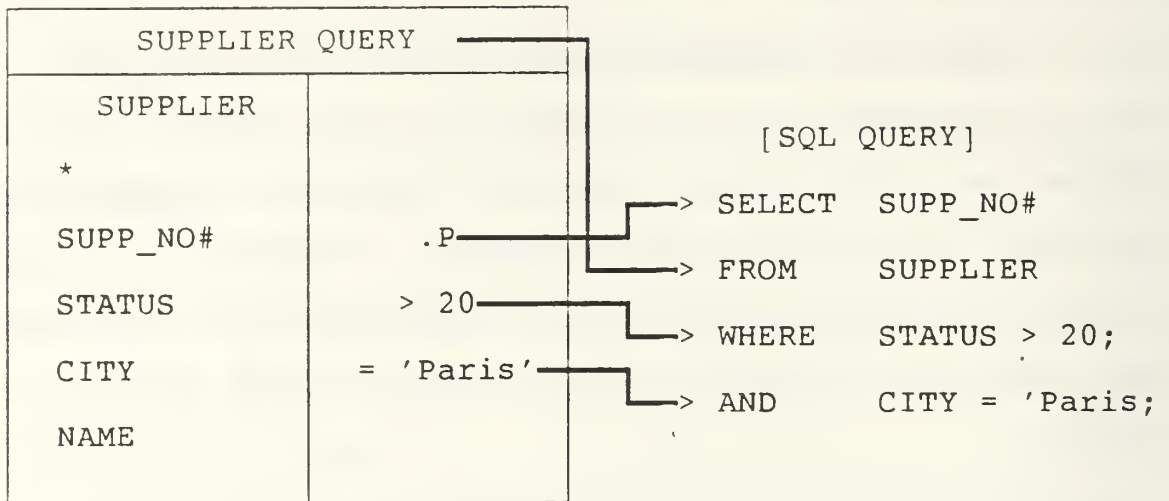 SUPPLIER QUERY
SUPPLIER
*
SUPP_NO# .P
STATUS > 20
CITY = 'Paris'
NAME
[SQL QUERY]
> SELECT SUPP_NO#
> FROM SUPPLIER
> WHERE STATUS > 20;
> AND CITY = 'Paris;